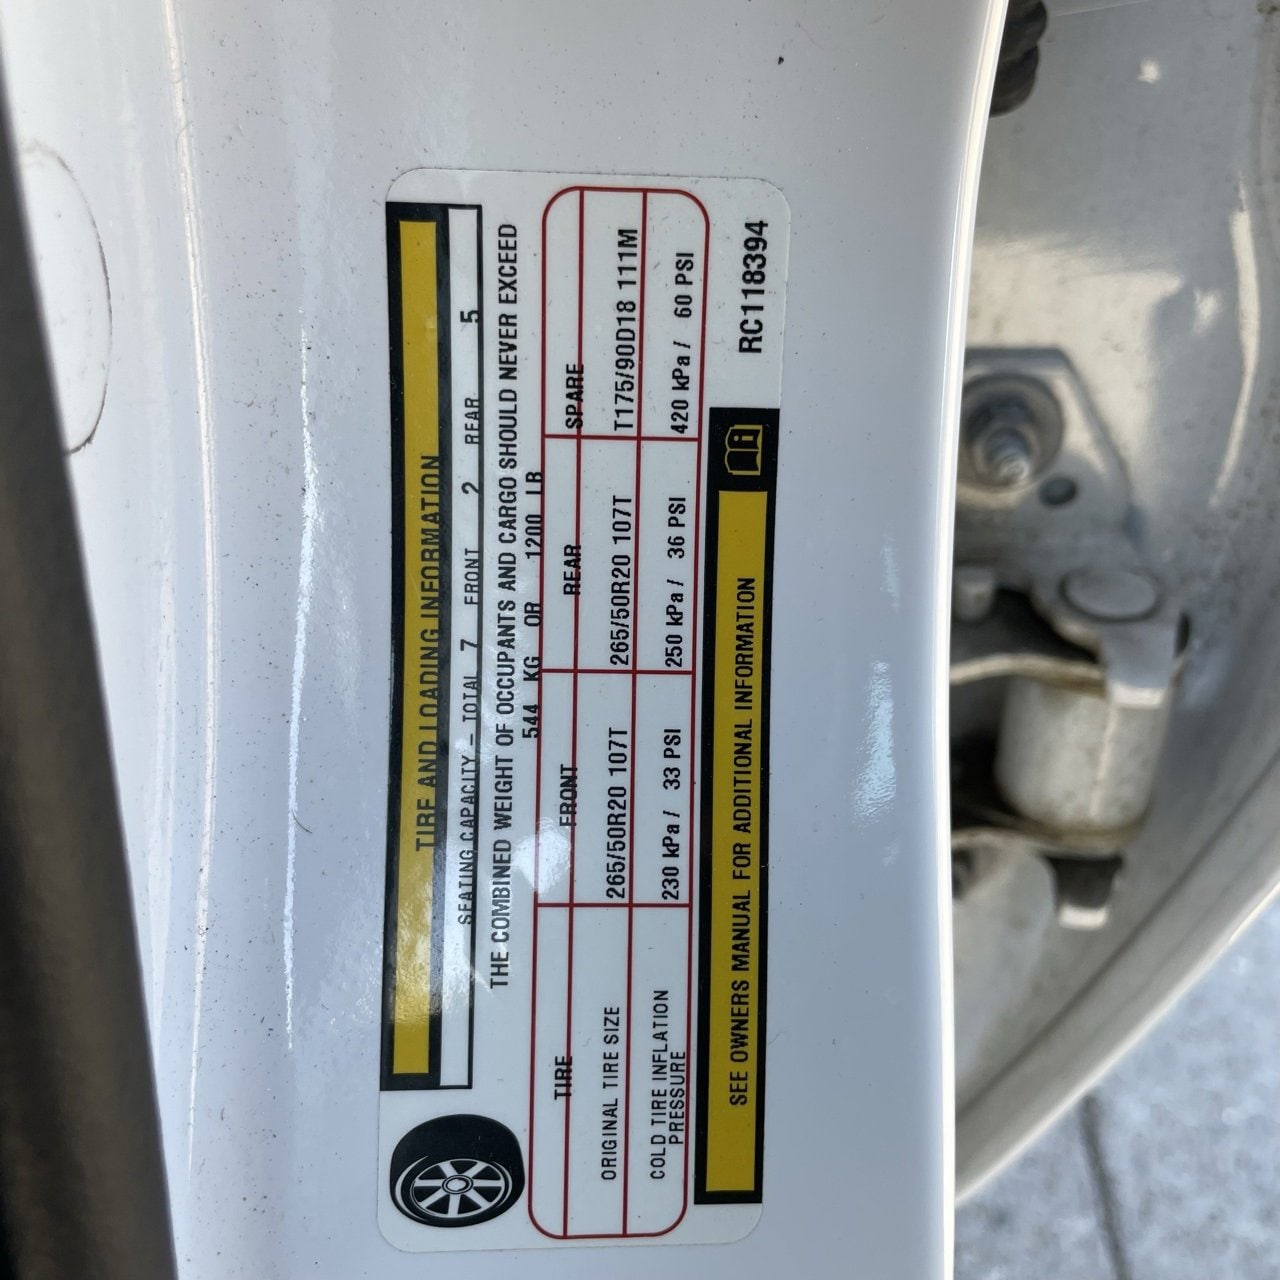 TIRE AND LOADING INFORMATION
SEATING CAPACITY - TOTAL 7 FRONT 2 REAR 5
THE COMBINED WEIGHT OF OCCUPANTS AND CARGO SHOULD NEVER EXCEED
544 KG OR 1200 LB
TIRE FRONT REAR SPARE
ORIGINAL TIRE SIZE 265/50R20 107T 265/50R20 107T T175/90D18 111M
COLD TIRE INFLATION PRESSURE 230 kPa / 33 PSI 250 kPa / 36 PSI 420 kPa / 60 PSI
SEE OWNERS MANUAL FOR ADDITIONAL INFORMATION
RC118394